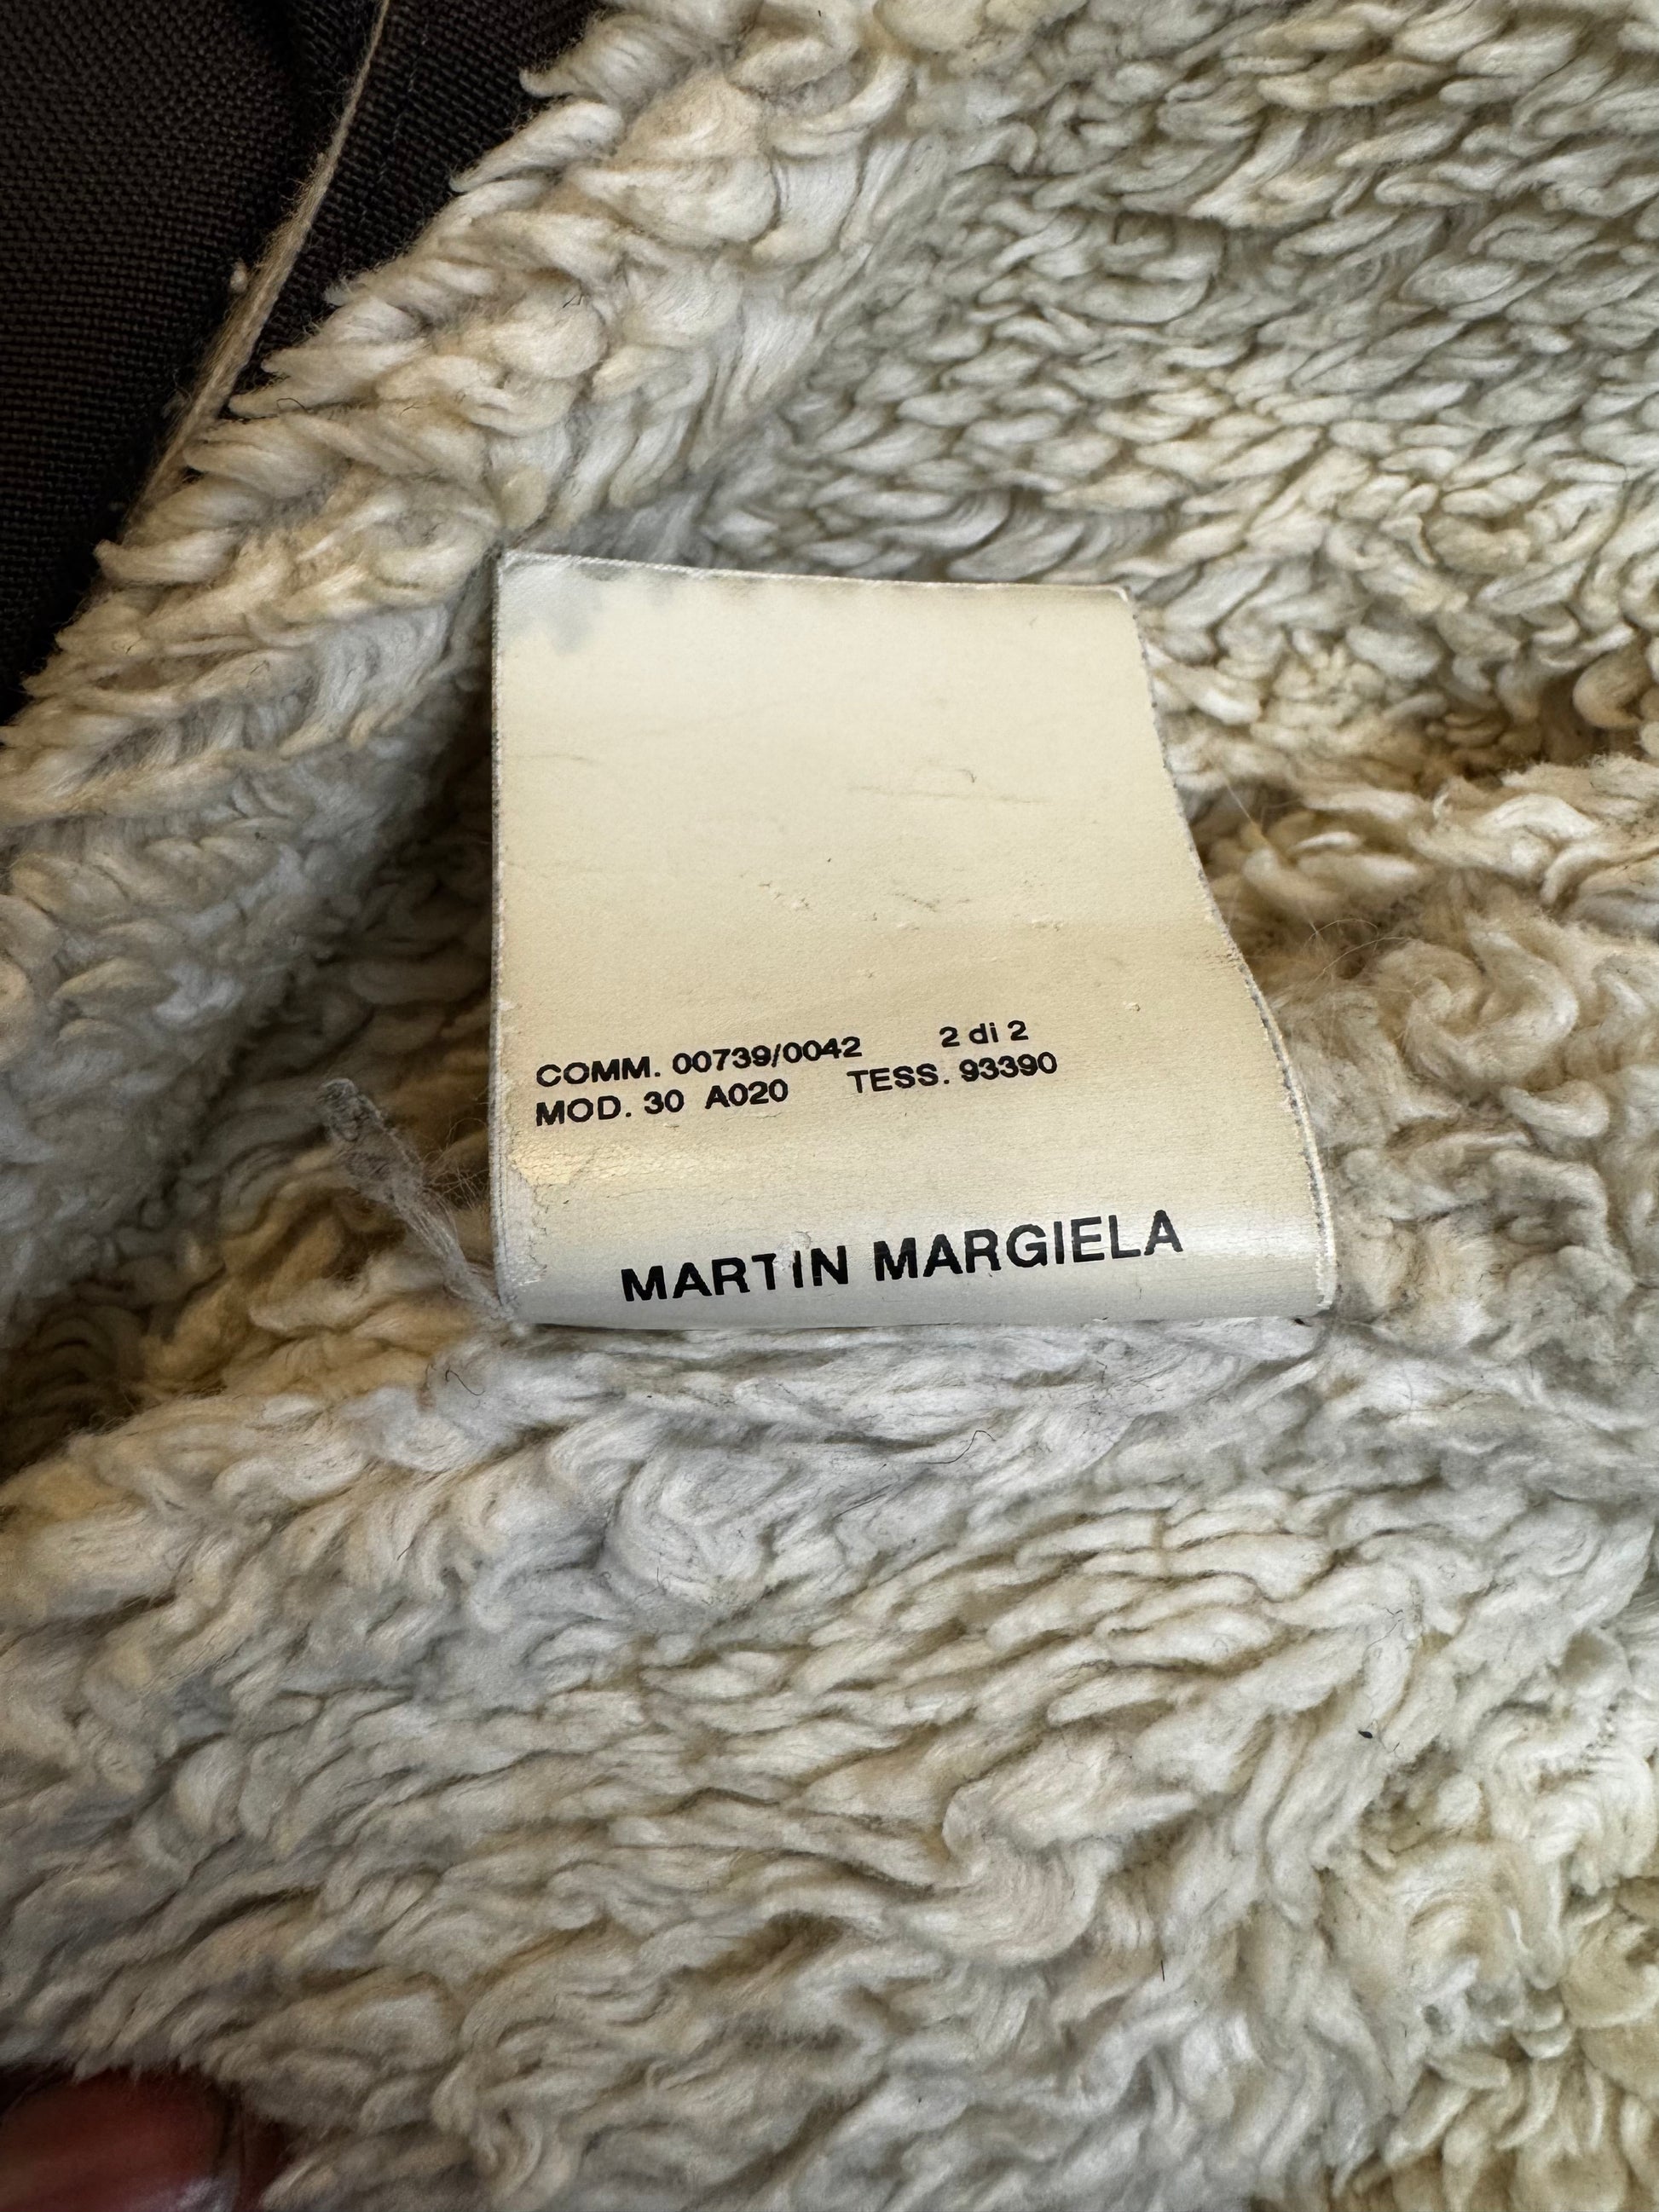 COMM. 00739/0042 2 di 2
MOD. 30 A020 TESS. 93390
MARTIN MARGIELA